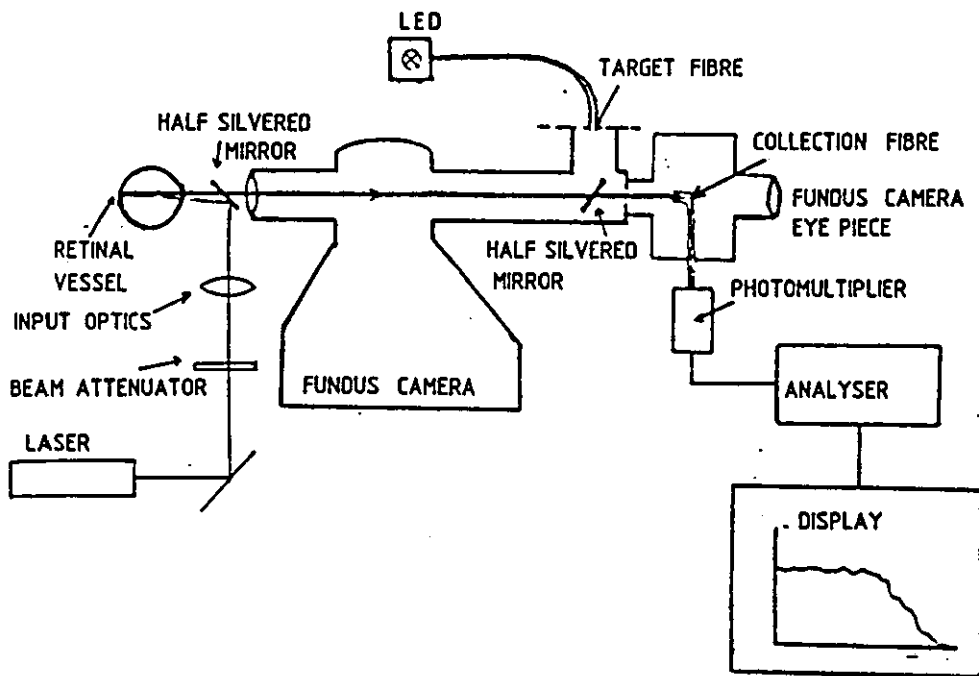 LED
TARGET FIBRE
HALF SILVERED
MIRROR
COLLECTION FIBRE
FUNDUS CAMERA
EYE PIECE
RETINAL
VESSEL
HALF SILVERED
MIRROR
INPUT OPTICS
PHOTOMULTIPLIER
BEAM ATTENUATOR
FUNDUS CAMERA
ANALYSER
LASER
DISPLAY